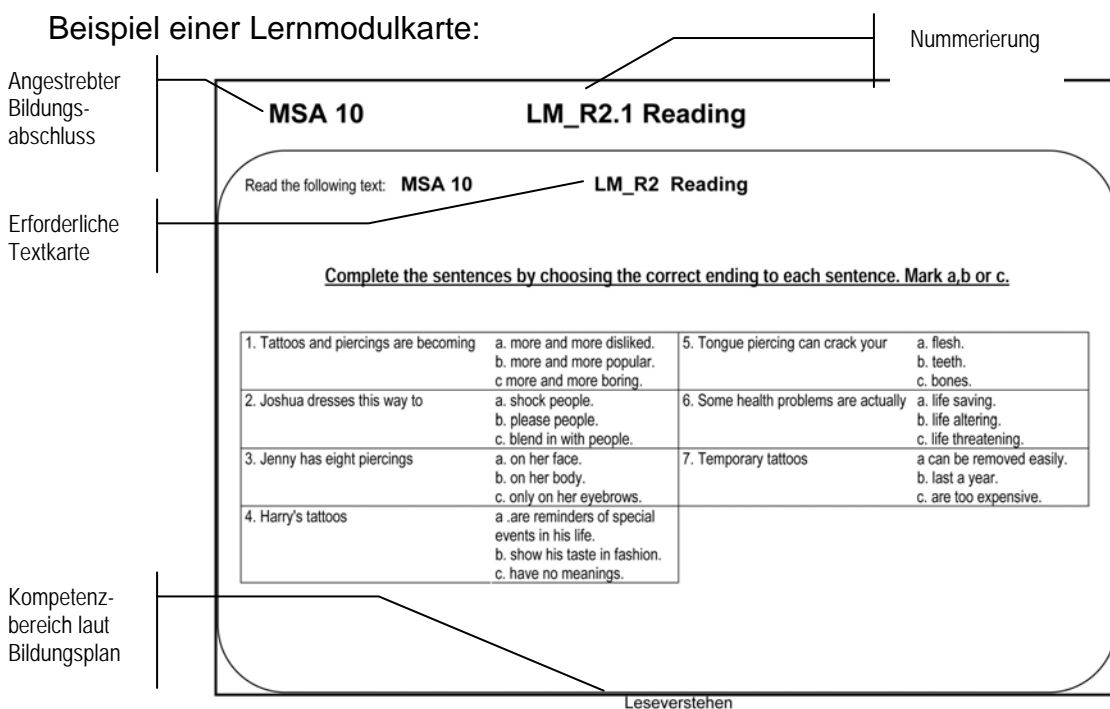 Beispiel einer Lernmodulkarte:
Nummerierung
Angestrebter
Bildungs-
abschluss
MSA 10 LM_R2.1 Reading
Read the following text: MSA 10 LM_R2 Reading
Erforderliche
Textkarte
Complete the sentences by choosing the correct ending to each sentence. Mark a,b or c.
1. Tattoos and piercings are becoming
a. more and more disliked.
b. more and more popular.
c more and more boring.
5. Tongue piercing can crack your
a. flesh.
b. teeth.
c. bones.
2. Joshua dresses this way to
a. shock people.
b. please people.
c. blend in with people.
6. Some health problems are actually
a. life saving.
b. life altering.
c. life threatening.
3. Jenny has eight piercings
a. on her face.
b. on her body.
c. only on her eyebrows.
7. Temporary tattoos
a can be removed easily.
b. last a year.
c. are too expensive.
4. Harry's tattoos
a .are reminders of special
events in his life.
b. show his taste in fashion.
c. have no meanings.
Kompetenz-
bereich laut
Bildungsplan
Leseverstehen